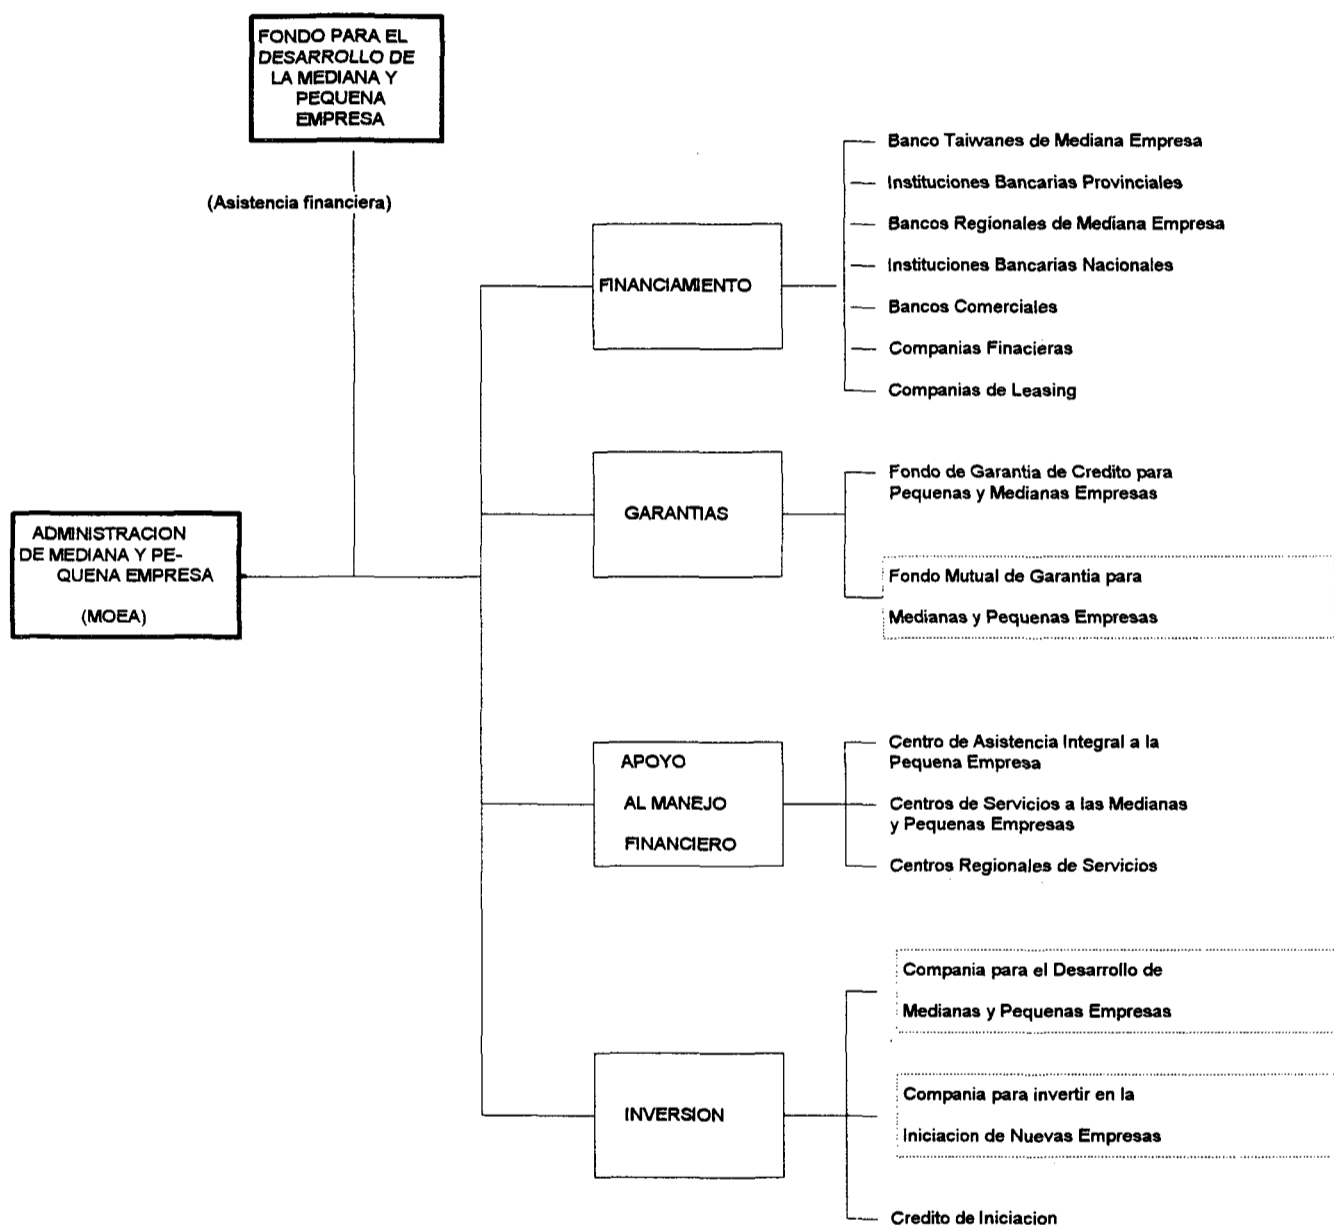 FONDO PARA EL
DESARROLLO DE
LA MEDIANA Y
PEQUENA
EMPRESA
(Asistencia financiera)
ADMINISTRACION
DE MEDIANA Y PE-
QUENA EMPRESA
(MOEA)
FINANCIAMIENTO
Banco Taiwanes de Mediana Empresa
Instituciones Bancarias Provinciales
Bancos Regionales de Mediana Empresa
Instituciones Bancarias Nacionales
Bancos Comerciales
Companias Finacieras
Companias de Leasing
GARANTIAS
Fondo de Garantia de Credito para
Pequenas y Medianas Empresas
Fondo Mutual de Garantia para
Medianas y Pequenas Empresas
APOYO
AL MANEJO
FINANCIERO
Centro de Asistencia Integral a la
Pequena Empresa
Centros de Servicios a las Medianas
y Pequenas Empresas
Centros Regionales de Servicios
INVERSION
Compania para el Desarrollo de
Medianas y Pequenas Empresas
Compania para invertir en la
Iniciacion de Nuevas Empresas
Credito de Iniciacion